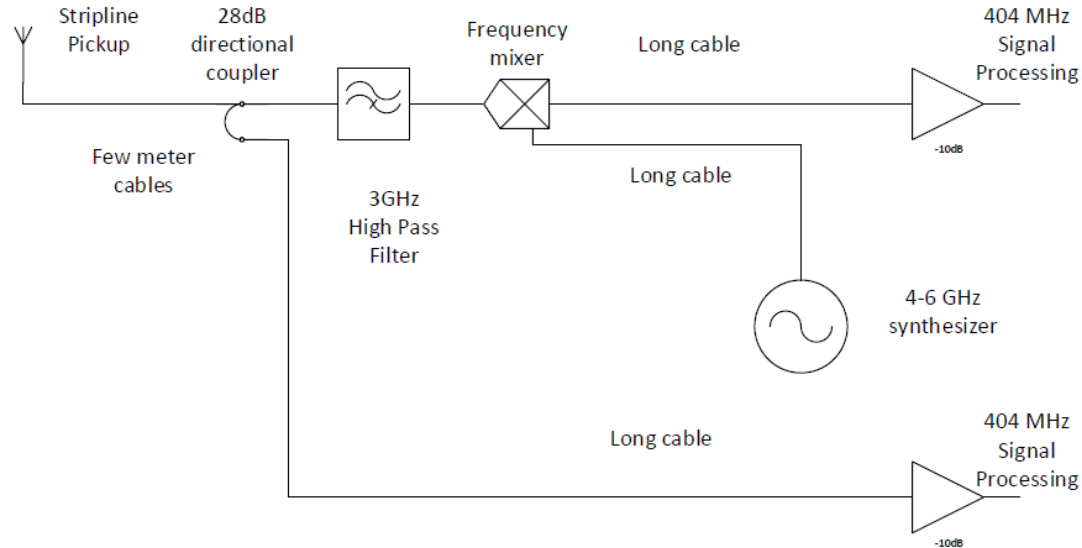 Stripline
Pickup
28dB
directional
coupler
Frequency
mixer
Long cable
404 MHz
Signal
Processing
-10dB
Few meter
cables
3GHz
High Pass
Filter
Long cable
4-6 GHz
synthesizer
Long cable
404 MHz
Signal
Processing
-10dB